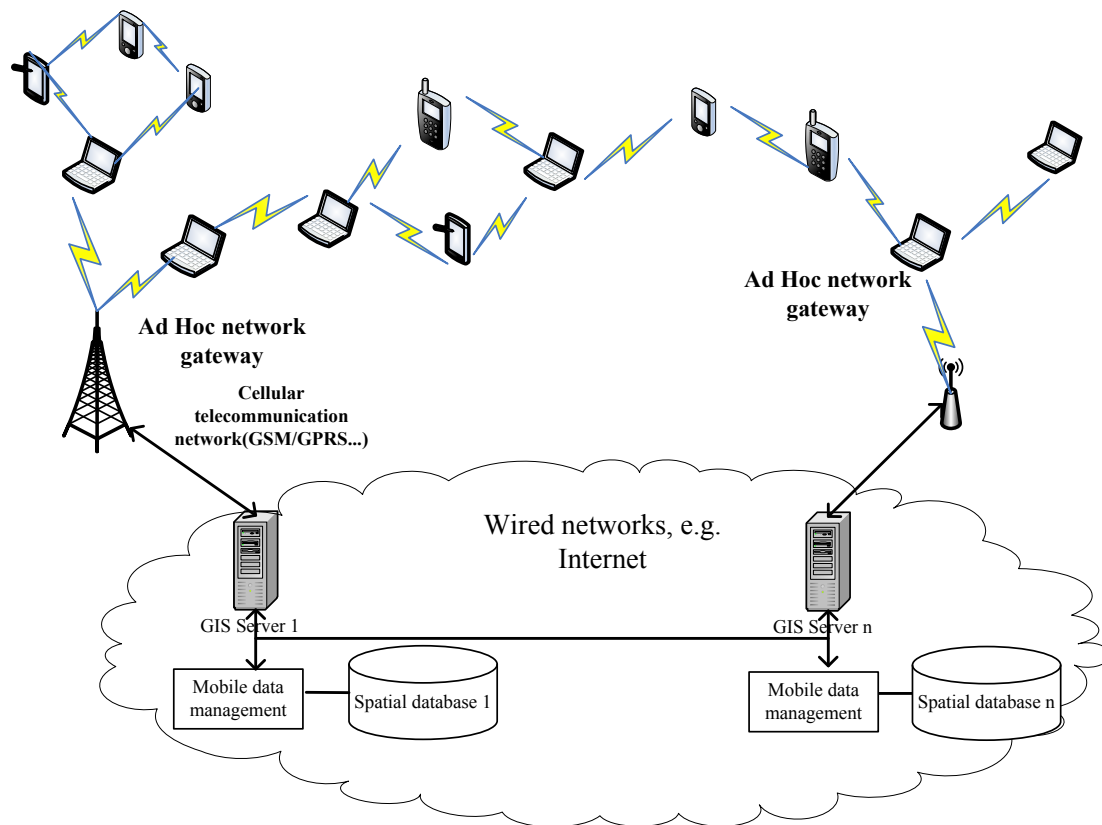 Ad Hoc network
gateway
Ad Hoc network
gateway
Cellular
telecommunication
network(GSM/GPRS...)
Wired networks, e.g.
Internet
GIS Server 1
GIS Server n
Mobile data
management
Spatial database 1
Mobile data
management
Spatial database n